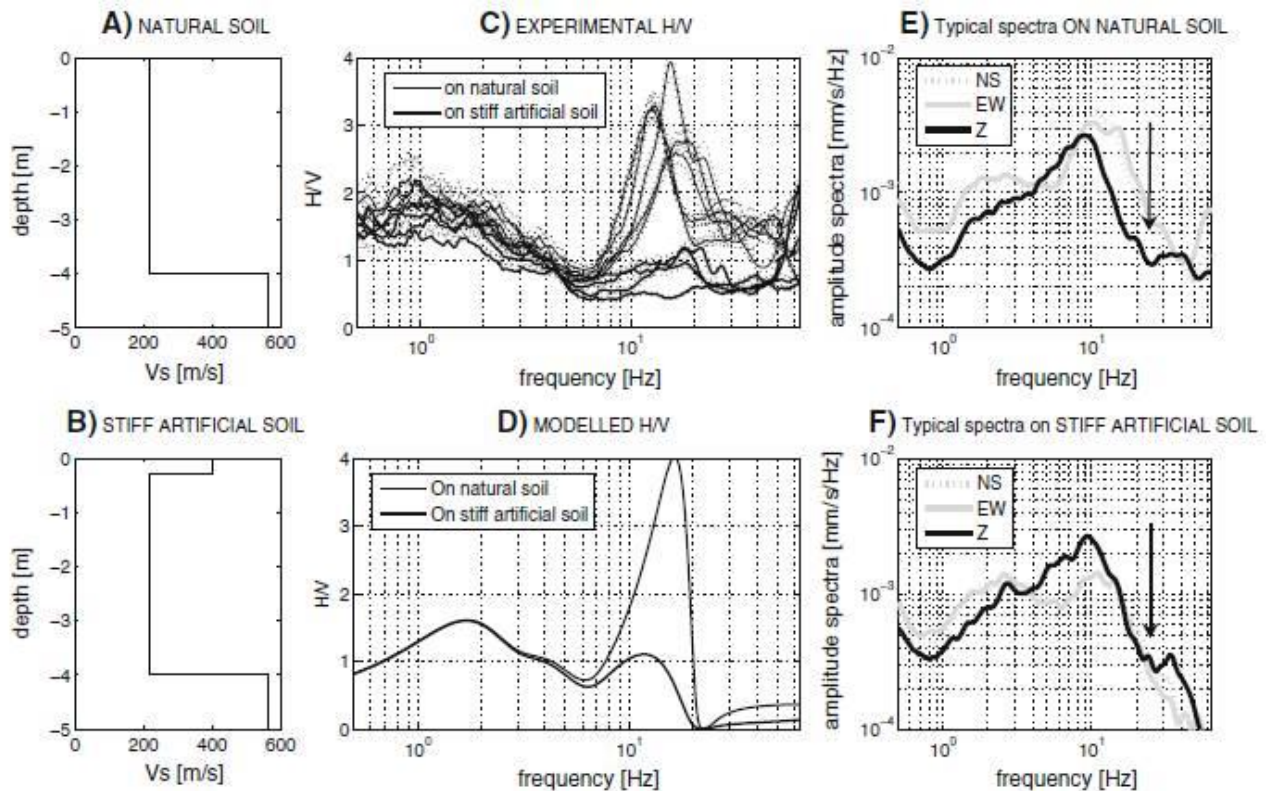 A) NATURAL SOIL
0
-1
-2
-3
-4
-5
depth [m]
0 200 400 600
Vs [m/s]
C) EXPERIMENTAL H/V
on natural soil
on stiff artificial soil
4
3
2
1
0
H/V
10^0 10^1
frequency [Hz]
E) Typical spectra ON NATURAL SOIL
NS
EW
Z
10^-2
10^-3
10^-4
amplitude spectra [mm/s/Hz]
10^0 10^1
frequency [Hz]
B) STIFF ARTIFICIAL SOIL
0
-1
-2
-3
-4
-5
depth [m]
0 200 400 600
Vs [m/s]
D) MODELLED H/V
On natural soil
On stiff artificial soil
4
3
2
1
0
H/V
10^0 10^1
frequency [Hz]
F) Typical spectra on STIFF ARTIFICIAL SOIL
NS
EW
Z
10^-2
10^-3
10^-4
amplitude spectra [mm/s/Hz]
10^0 10^1
frequency [Hz]